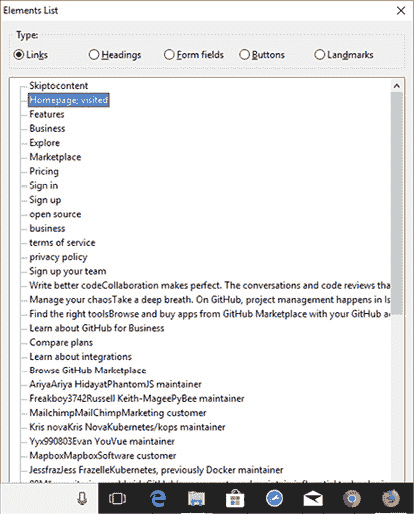 Elements List
Type:
Links Headings Form fields Buttons Landmarks
Skiptocontent
Homepage; visited
Features
Business
Explore
Marketplace
Pricing
Sign in
Sign up
open source
business
terms of service
privacy policy
Sign up your team
Write better codeCollaboration makes perfect. The conversations and code reviews tha
Manage your chaosTake a deep breath. On GitHub, project management happens in Is
Find the right toolsBrowse and buy apps from GitHub Marketplace with your GitHub ac
Learn about GitHub for Business
Compare plans
Learn about integrations
Browse GitHub Marketplace
AriyaAriya HidayatPhantomJS maintainer
Freakboy3742Russell Keith-MageePyBee maintainer
MailchimpMailChimpMarketing customer
Kris novaKris NovaKubernetes/kops maintainer
Yyx990803Evan YouVue maintainer
MapboxMapboxSoftware customer
JessfrazJess FrazelleKubernetes, previously Docker maintainer